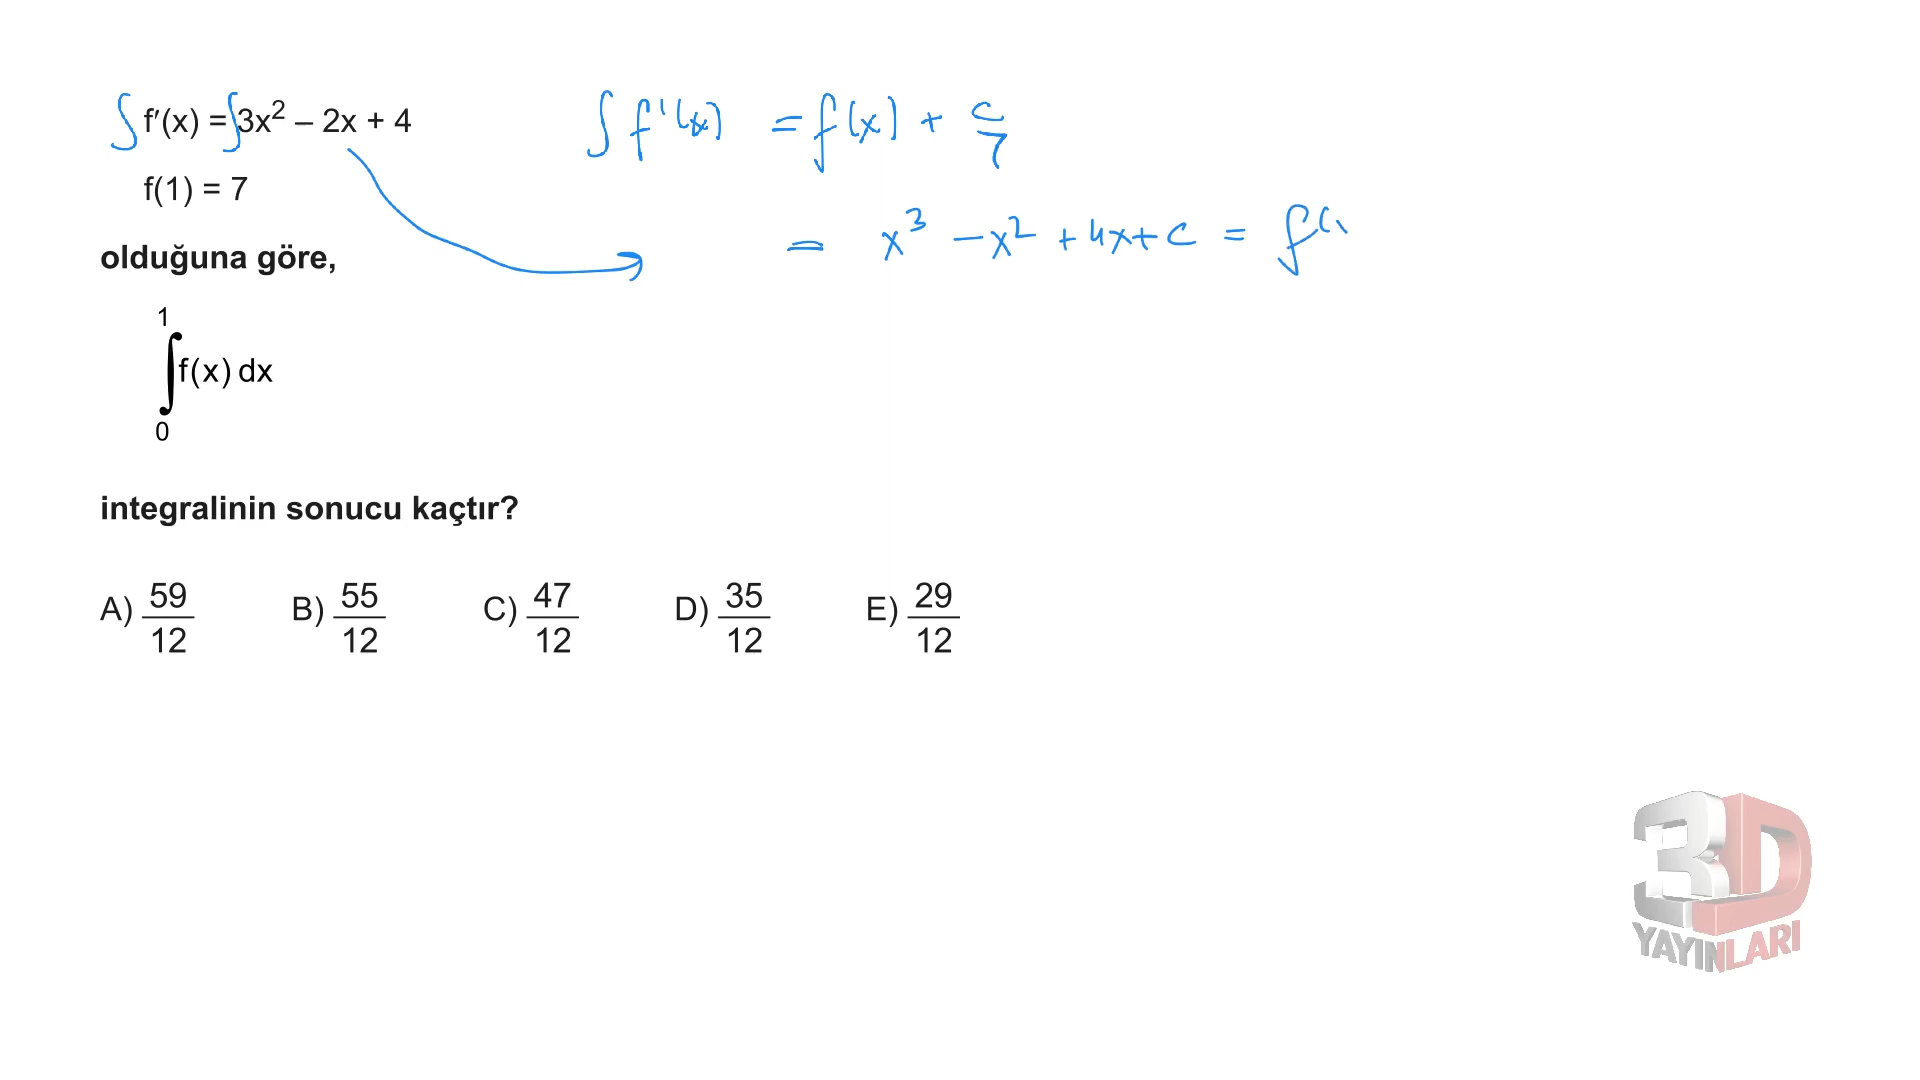 ∫ f'(x) = ∫ 3x² – 2x + 4
f(1) = 7
olduğuna göre,
1
∫ f(x) dx
0
integralinin sonucu kaçtır?
A) 59/12 B) 55/12 C) 47/12 D) 35/12 E) 29/12
∫ f'(x) = f(x) + c
= x³ – x² + 4x + c = f(
3D
YAYINLARI